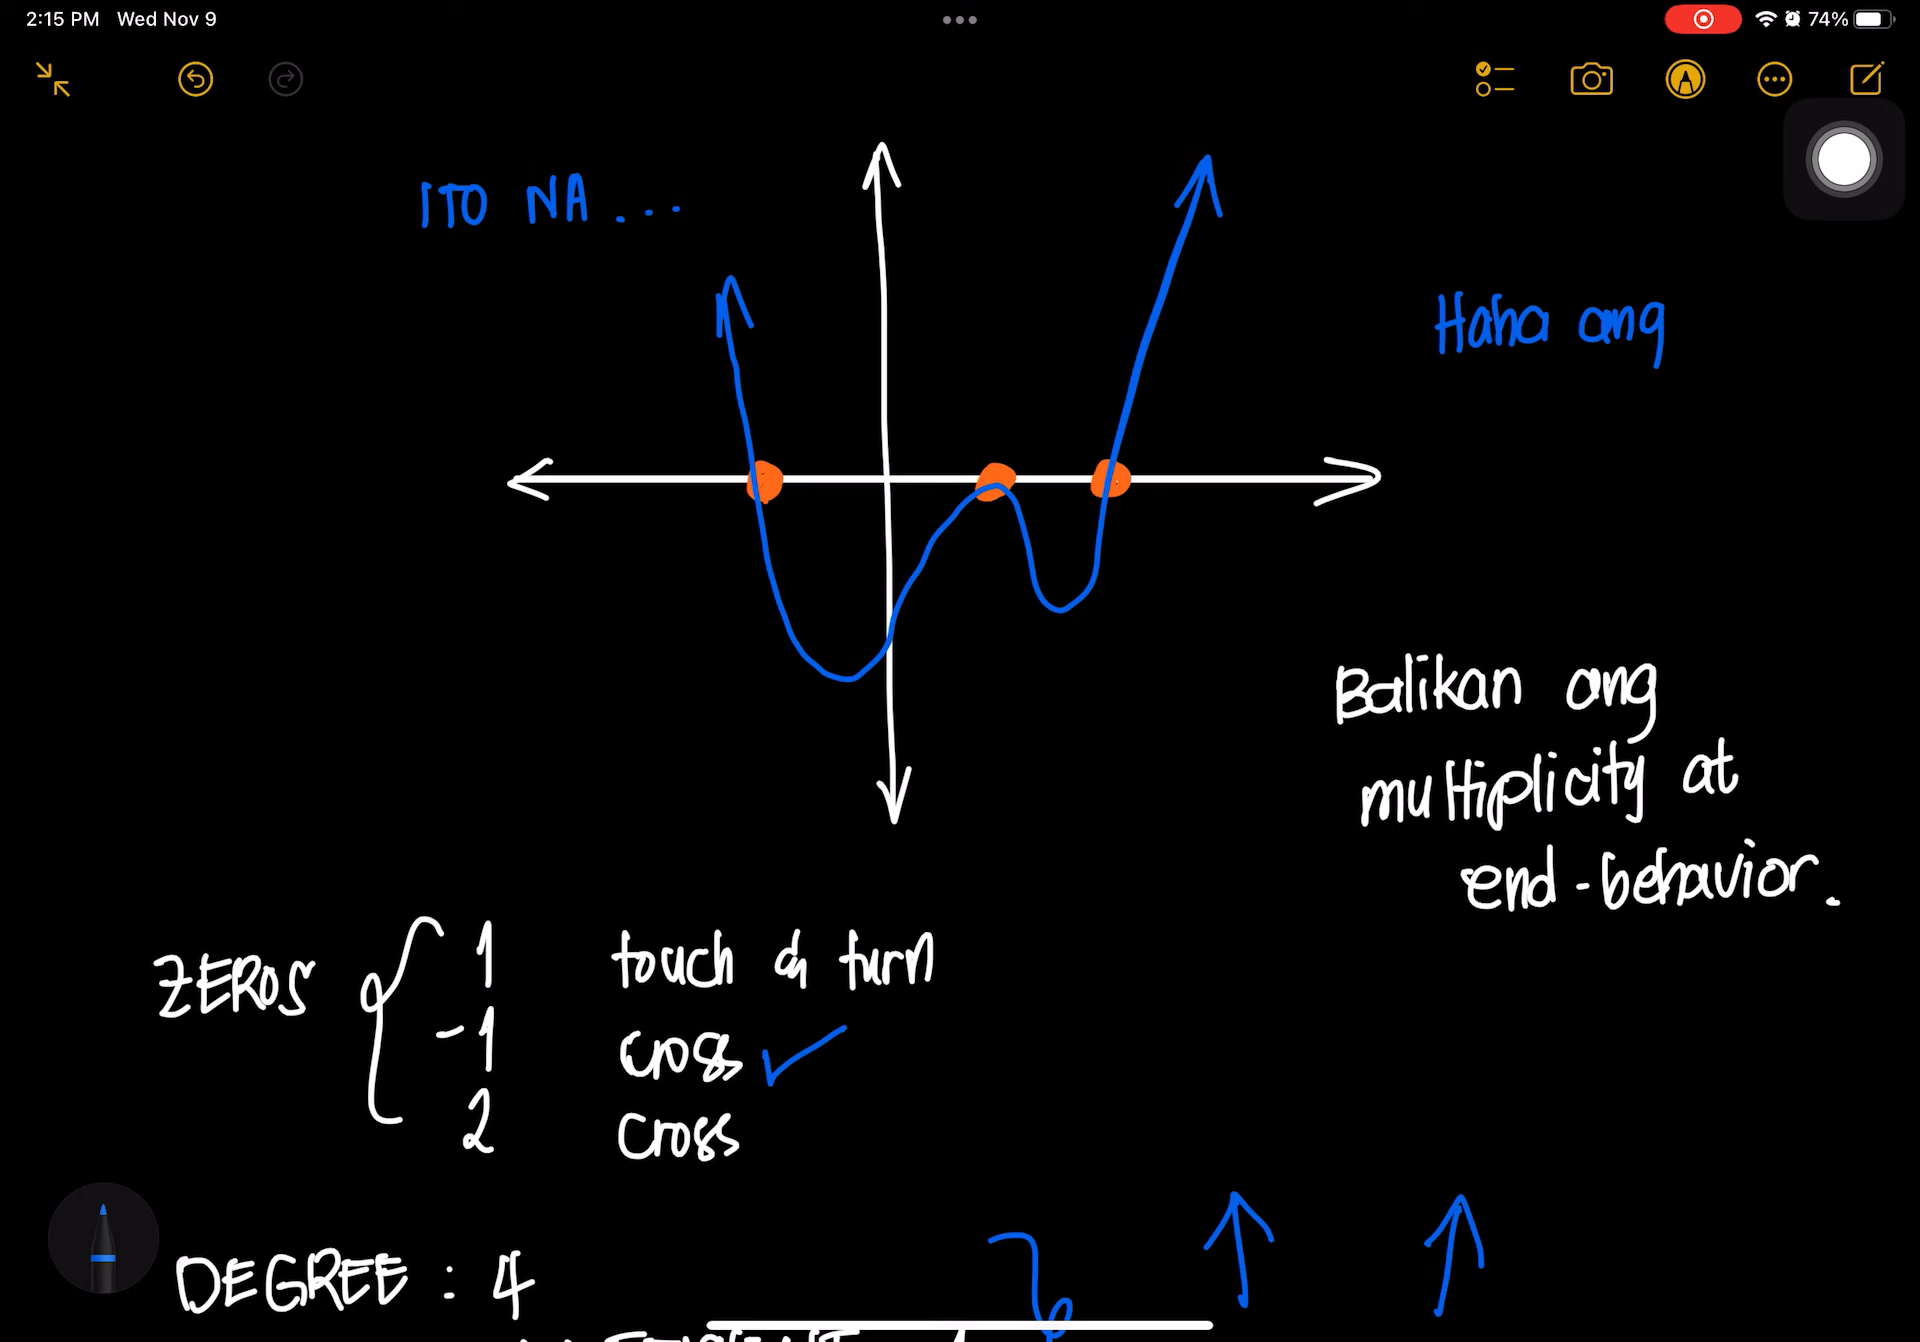 2:15 PM Wed Nov 9
74%
ITO NA ...
Haha ang
Balikan ang
multiplicity at
end-behavior.
ZEROS
1 touch & turn
-1 cross
2 cross
DEGREE : 4